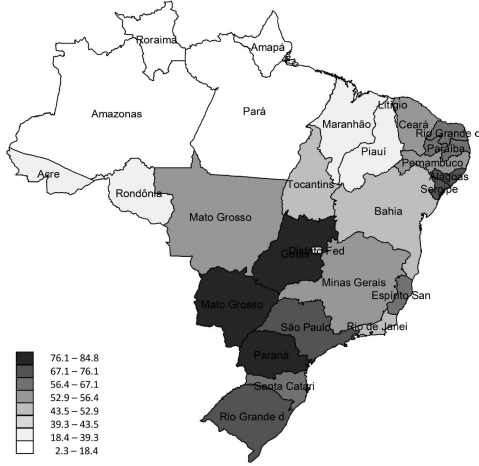 Roraima
Amapá
Amazonas
Pará
Litígio
Maranhão
Ceará
Rio Grande d
Piauí
Paraíba
Pernambuco
Acre
Alagoas
Rondônia
Tocantins
Sergipe
Mato Grosso
Bahia
Distrito Fed
Goiás
Minas Gerais
Espírito San
Mato Grosso
São Paulo
Rio de Janei
Paraná
Santa Catari
Rio Grande d
76.1 – 84.8
67.1 – 76.1
56.4 – 67.1
52.9 – 56.4
43.5 – 52.9
39.3 – 43.5
18.4 – 39.3
2.3 – 18.4